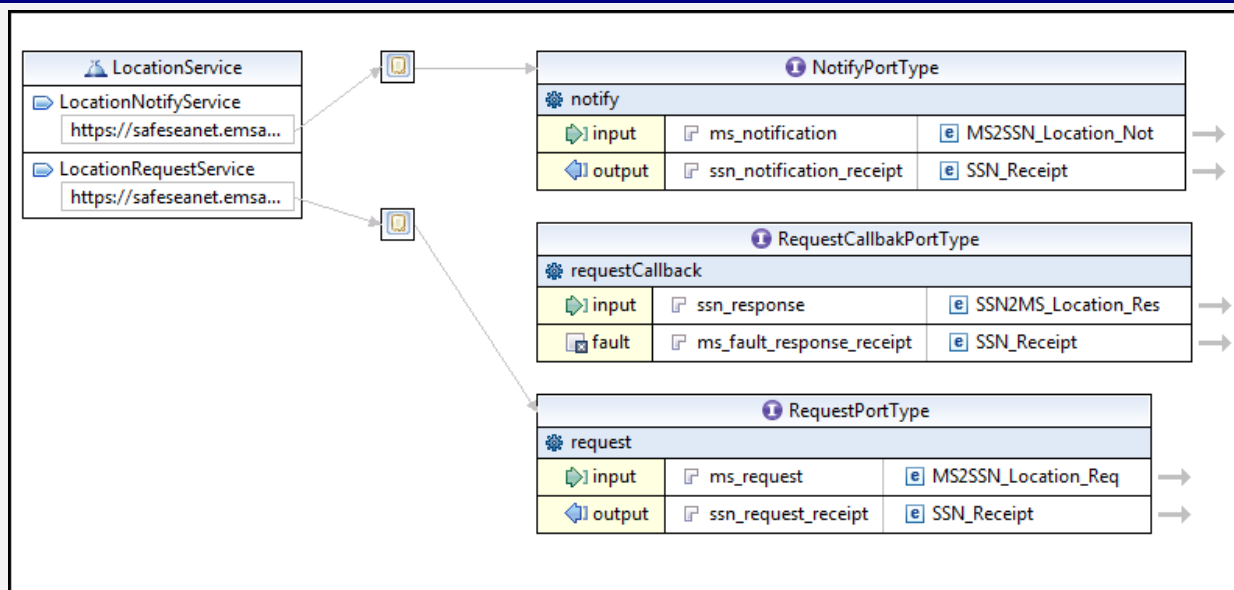 LocationService
LocationNotifyService
https://safeseanet.emsa...
LocationRequestService
https://safeseanet.emsa...
NotifyPortType
notify
input ms_notification MS2SSN_Location_Not
output ssn_notification_receipt SSN_Receipt
RequestCallbakPortType
requestCallback
input ssn_response SSN2MS_Location_Res
fault ms_fault_response_receipt SSN_Receipt
RequestPortType
request
input ms_request MS2SSN_Location_Req
output ssn_request_receipt SSN_Receipt